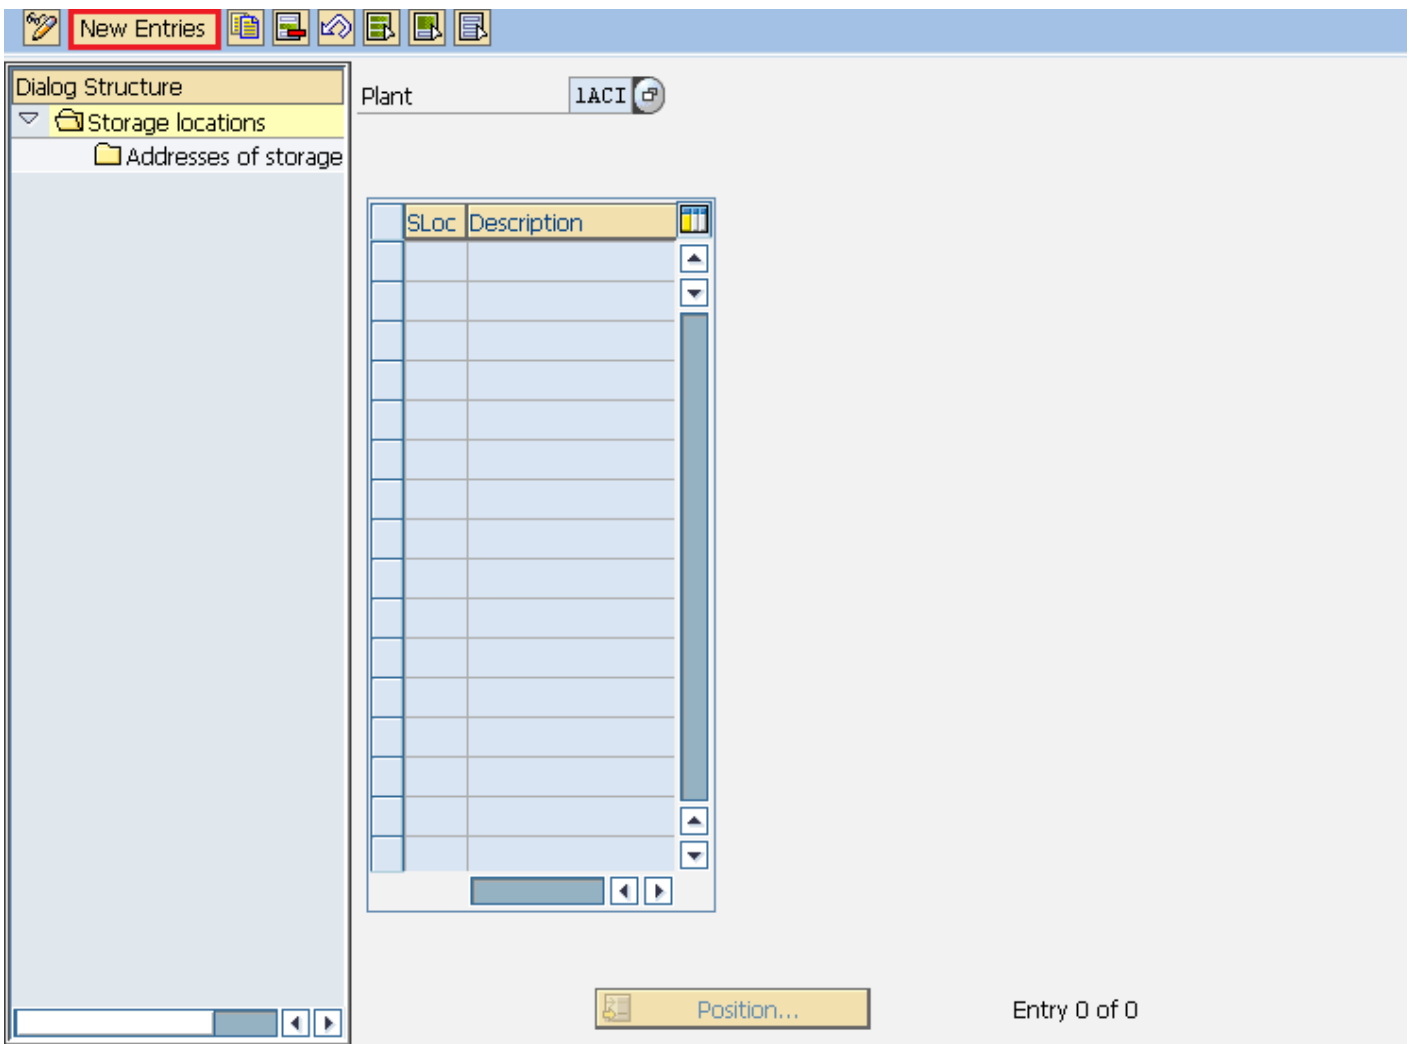 New Entries
Dialog Structure
Storage locations
Addresses of storage
Plant 1ACI
SLoc Description
Position...
Entry 0 of 0